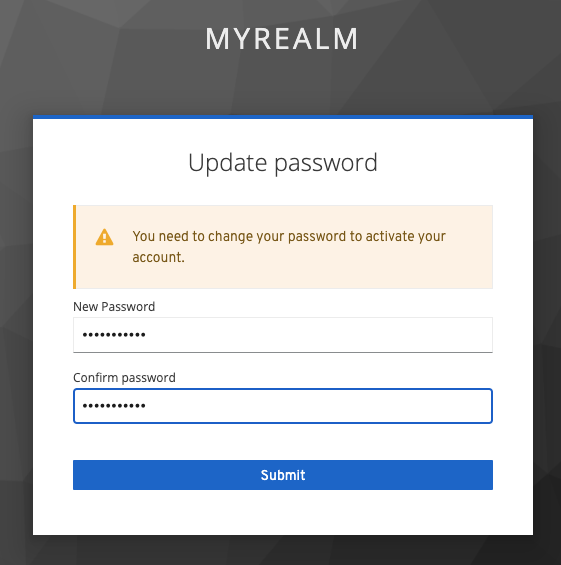 MYREALM
Update password
You need to change your password to activate your
account.
New Password
•••••••••••
Confirm password
•••••••••••
Submit